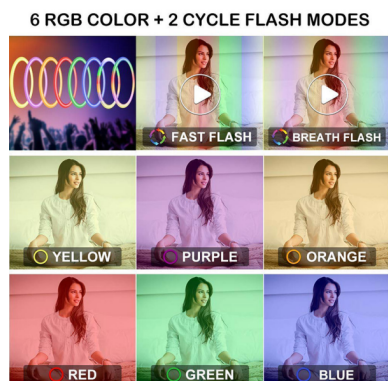 6 RGB COLOR + 2 CYCLE FLASH MODES
FAST FLASH
BREATH FLASH
YELLOW
PURPLE
ORANGE
RED
GREEN
BLUE